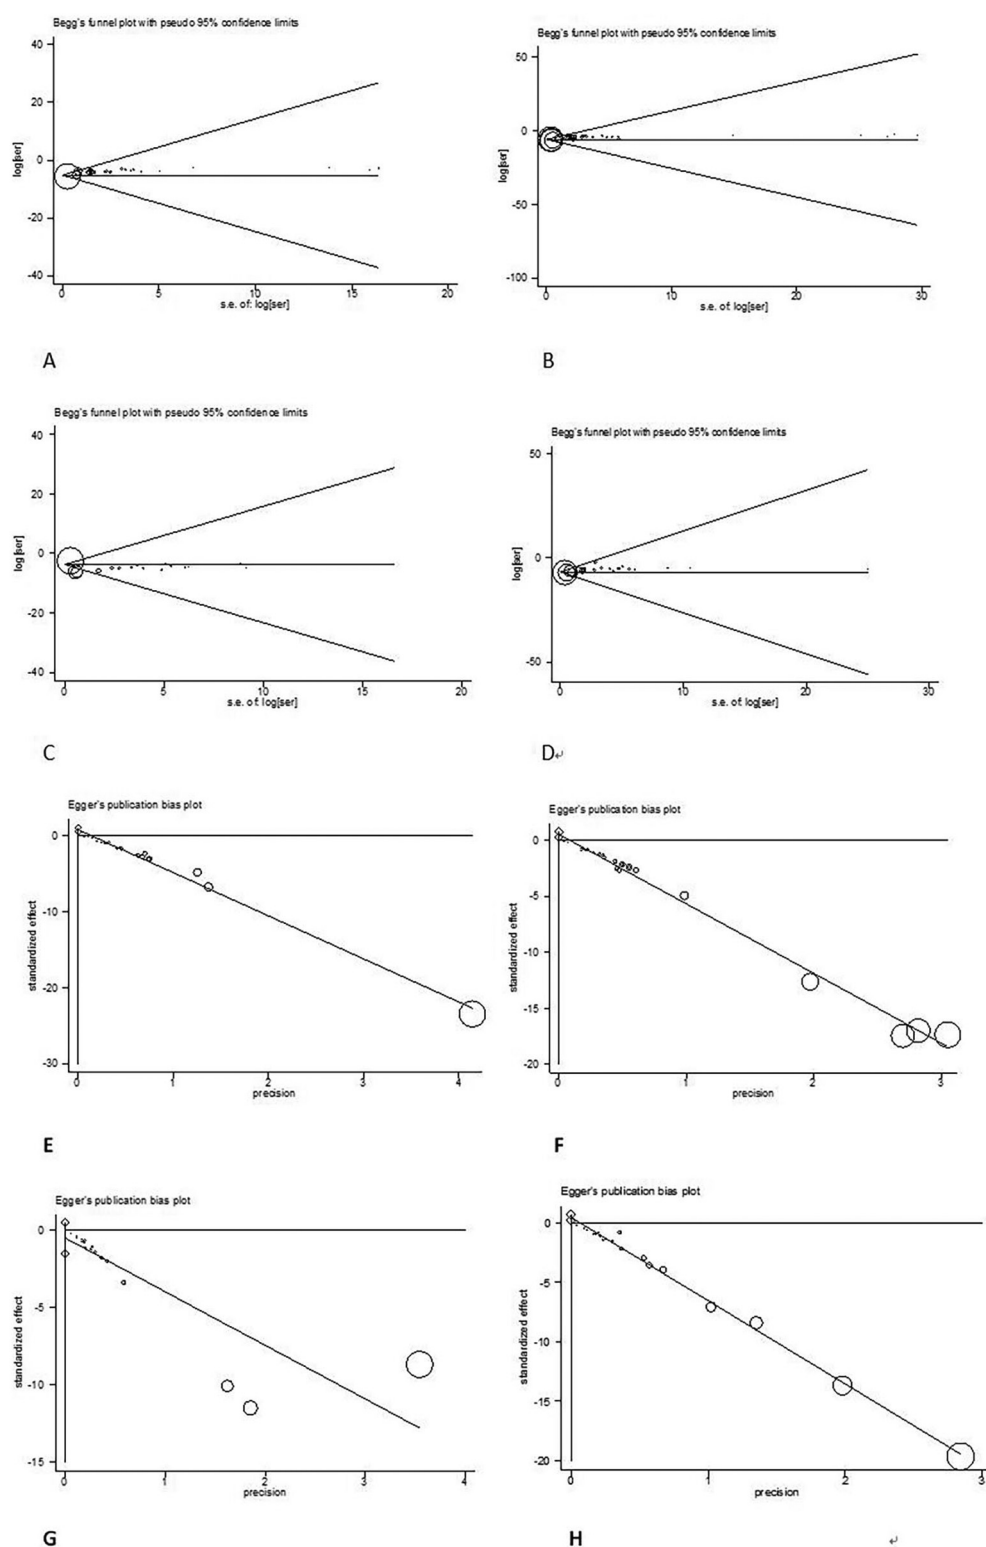 Begg's funnel plot with pseudo 95% confidence limits
40
20
0
-20
-40
log[ser]
0 5 10 15 20
s.e. of: log[ser]
A
Begg's funnel plot with pseudo 95% confidence limits
50
0
-50
-100
log[ser]
0 10 20 30
s.e. of: log[ser]
B
Begg's funnel plot with pseudo 95% confidence limits
40
20
0
-20
-40
log[ser]
0 5 10 15 20
s.e. of: log[ser]
C
Begg's funnel plot with pseudo 95% confidence limits
50
0
-50
log[ser]
0 10 20 30
s.e. of: log[ser]
D
Egger's publication bias plot
0
-10
-20
-30
standardized effect
0 1 2 3 4
precision
E
Egger's publication bias plot
0
-5
-10
-15
-20
standardized effect
0 1 2 3
precision
F
Egger's publication bias plot
0
-5
-10
-15
standardized effect
0 1 2 3 4
precision
G
Egger's publication bias plot
0
-5
-10
-15
-20
standardized effect
0 1 2 3
precision
H